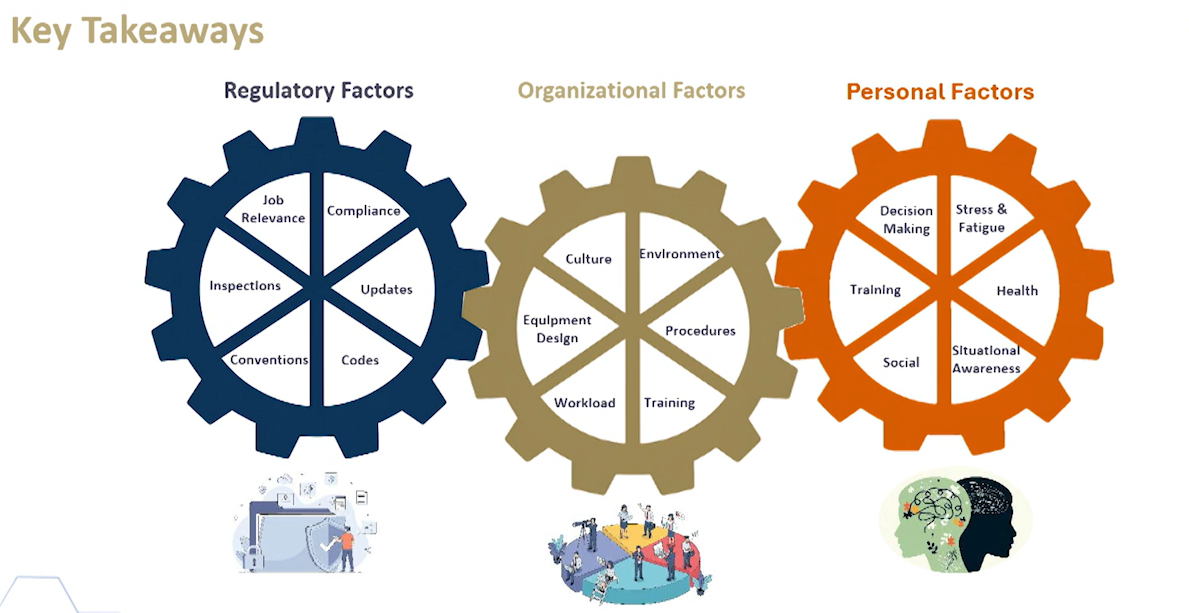 Key Takeaways
Regulatory Factors
Job
Relevance
Compliance
Inspections
Updates
Conventions
Codes
Organizational Factors
Culture
Environment
Equipment
Design
Procedures
Workload
Training
Personal Factors
Decision
Making
Stress &
Fatigue
Training
Health
Social
Situational
Awareness